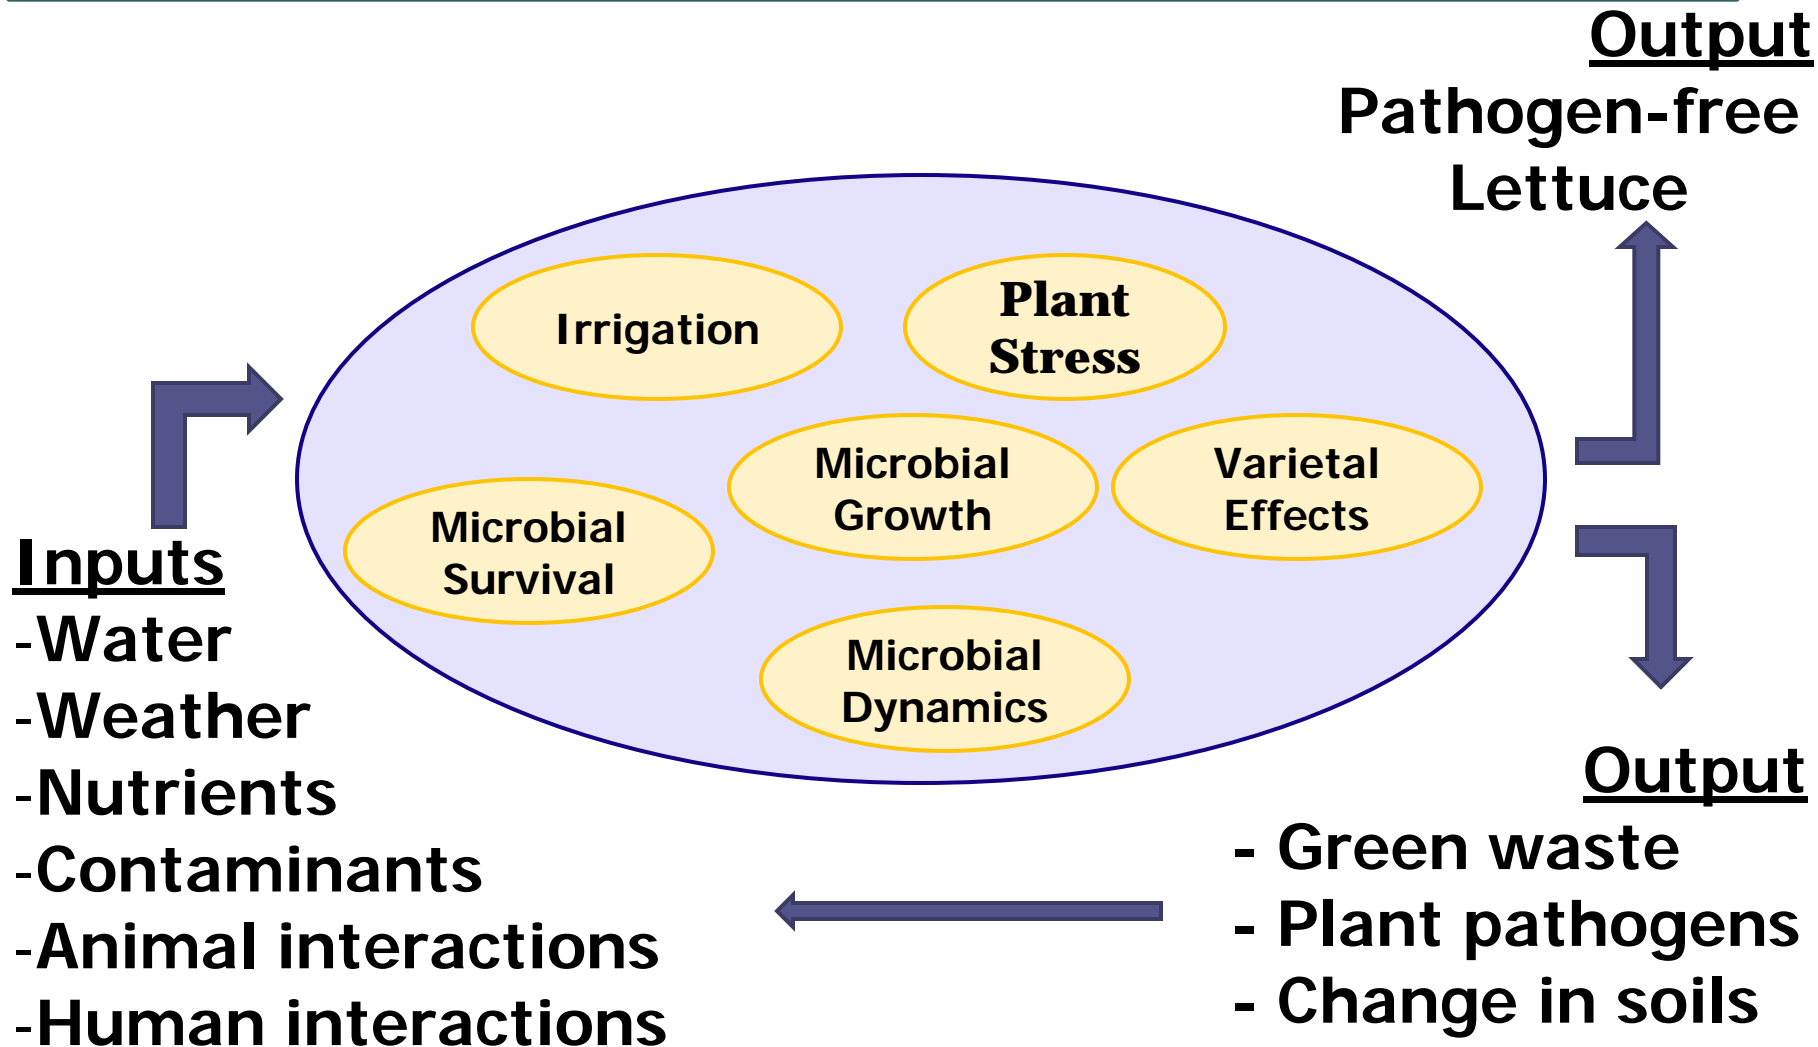 Output
Pathogen-free
Lettuce
Irrigation
Plant
Stress
Microbial
Growth
Varietal
Effects
Microbial
Survival
Microbial
Dynamics
Inputs
-Water
-Weather
-Nutrients
-Contaminants
-Animal interactions
-Human interactions
Output
- Green waste
- Plant pathogens
- Change in soils